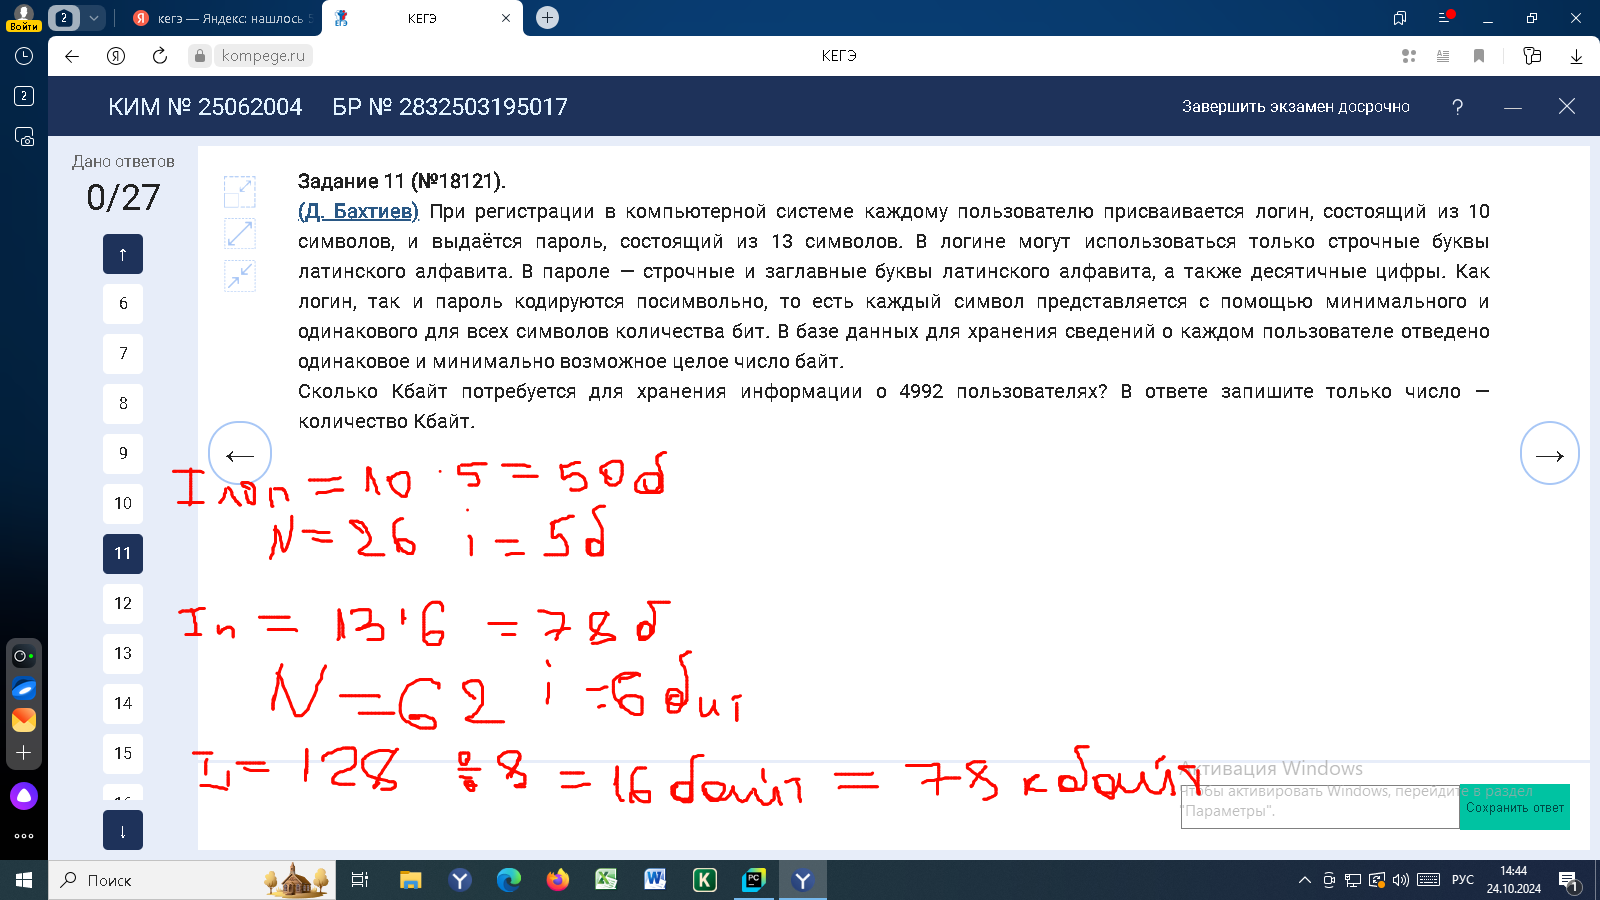 Войти
2
кегэ — Яндекс: нашлось
КЕГЭ
kompege.ru
КЕГЭ
2
КИМ № 25062004 БР № 2832503195017
Завершить экзамен досрочно
Дано ответов
0/27
6
7
8
9
10
11
12
13
14
15
Задание 11 (№18121).
(Д. Бахтиев) При регистрации в компьютерной системе каждому пользователю присваивается логин, состоящий из 10
символов, и выдаётся пароль, состоящий из 13 символов. В логине могут использоваться только строчные буквы
латинского алфавита. В пароле — строчные и заглавные буквы латинского алфавита, а также десятичные цифры. Как
логин, так и пароль кодируются посимвольно, то есть каждый символ представляется с помощью минимального и
одинакового для всех символов количества бит. В базе данных для хранения сведений о каждом пользователе отведено
одинаковое и минимально возможное целое число байт.
Сколько Кбайт потребуется для хранения информации о 4992 пользователях? В ответе запишите только число —
количество Кбайт.
= 10 · 5 = 50 б
N = 26 i = 5 б
Iп = 13 · 6 = 78 б
N = 62 i = 6 бит
= 128 ÷ 8 = 16 байт = 78 кбайт
Активация Windows
Чтобы активировать Windows, перейдите в раздел
"Параметры".
Сохранить ответ
Поиск
РУС
14:44
24.10.2024
1